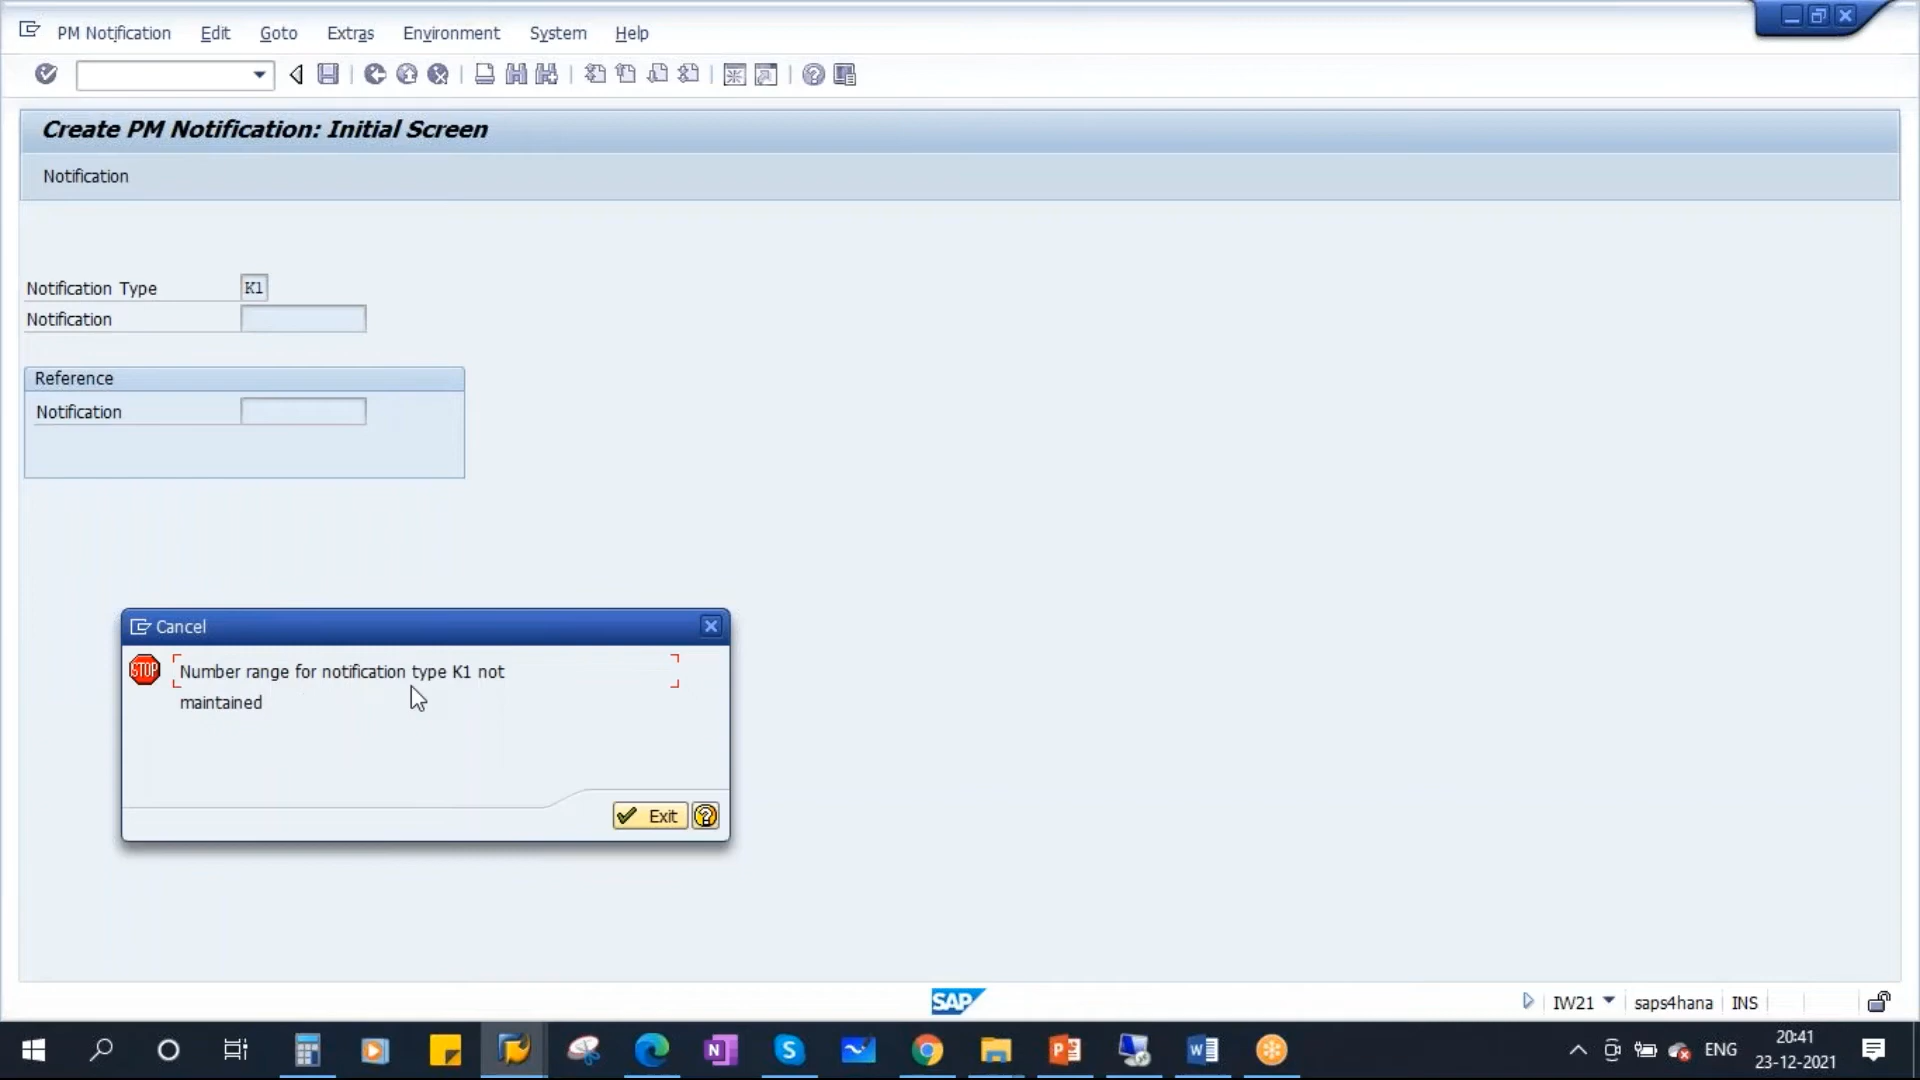 PM Notification Edit Goto Extras Environment System Help
Create PM Notification: Initial Screen
Notification
Notification Type K1
Notification
Reference
Notification
Cancel
STOP
Number range for notification type K1 not
maintained
Exit
SAP
IW21 saps4hana INS
ENG
20:41
23-12-2021